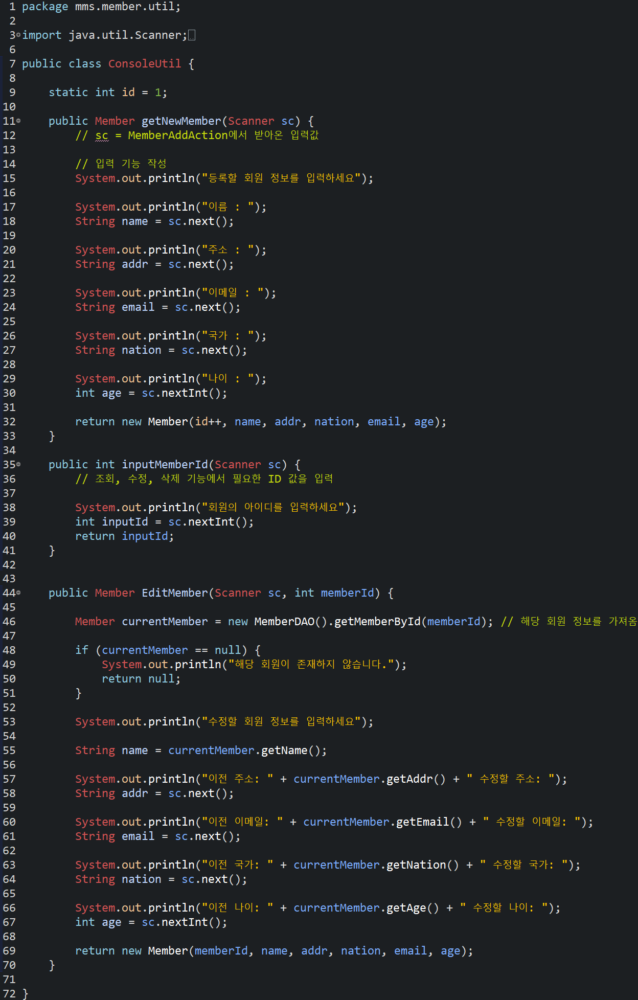 1 package mms.member.util;
2
3 import java.util.Scanner;
6
7 public class ConsoleUtil {
8
9     static int id = 1;
10
11     public Member getNewMember(Scanner sc) {
12         // sc = MemberAddAction에서 받아온 입력값
13
14         // 입력 기능 작성
15         System.out.println("등록할 회원 정보를 입력하세요");
16
17         System.out.println("이름 : ");
18         String name = sc.next();
19
20         System.out.println("주소 : ");
21         String addr = sc.next();
22
23         System.out.println("이메일 : ");
24         String email = sc.next();
25
26         System.out.println("국가 : ");
27         String nation = sc.next();
28
29         System.out.println("나이 : ");
30         int age = sc.nextInt();
31
32         return new Member(id++, name, addr, nation, email, age);
33     }
34
35     public int inputMemberId(Scanner sc) {
36         // 조회, 수정, 삭제 기능에서 필요한 ID 값을 입력
37
38         System.out.println("회원의 아이디를 입력하세요");
39         int inputId = sc.nextInt();
40         return inputId;
41     }
42
43
44     public Member EditMember(Scanner sc, int memberId) {
45
46         Member currentMember = new MemberDAO().getMemberById(memberId); // 해당 회원 정보를 가져옴
47
48         if (currentMember == null) {
49             System.out.println("해당 회원이 존재하지 않습니다.");
50             return null;
51         }
52
53         System.out.println("수정할 회원 정보를 입력하세요");
54
55         String name = currentMember.getName();
56
57         System.out.println("이전 주소: " + currentMember.getAddr() + " 수정할 주소: ");
58         String addr = sc.next();
59
60         System.out.println("이전 이메일: " + currentMember.getEmail() + " 수정할 이메일: ");
61         String email = sc.next();
62
63         System.out.println("이전 국가: " + currentMember.getNation() + " 수정할 국가: ");
64         String nation = sc.next();
65
66         System.out.println("이전 나이: " + currentMember.getAge() + " 수정할 나이: ");
67         int age = sc.nextInt();
68
69         return new Member(memberId, name, addr, nation, email, age);
70     }
71
72 }